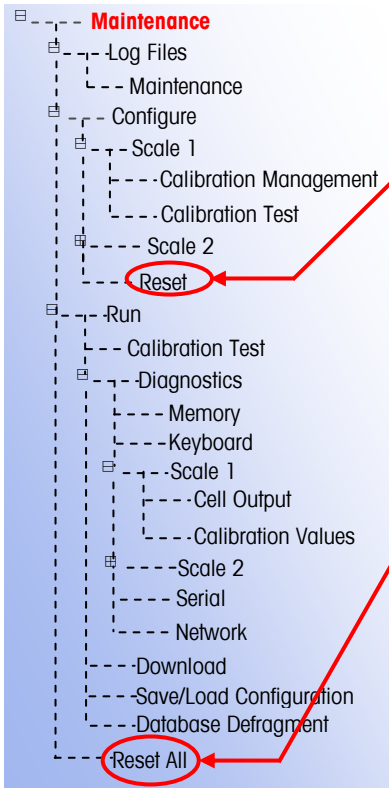 Maintenance
Log Files
Maintenance
Configure
Scale 1
Calibration Management
Calibration Test
Scale 2
Reset
Run
Calibration Test
Diagnostics
Memory
Keyboard
Scale 1
Cell Output
Calibration Values
Scale 2
Serial
Network
Download
Save/Load Configuration
Database Defragment
Reset All